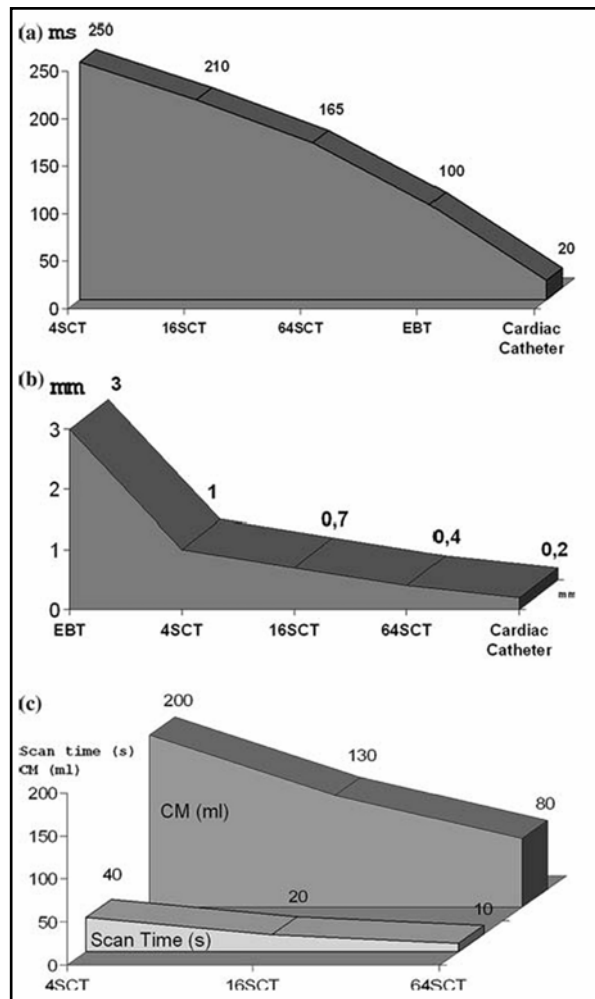 (a) ms
250
210
165
100
20
250
200
150
100
50
0
4SCT 16SCT 64SCT EBT Cardiac
Catheter
(b) mm
3
1
0,7
0,4
0,2
3
2
1
0
mm
EBT 4SCT 16SCT 64SCT Cardiac
Catheter
(c)
200
130
80
Scan time (s)
CM (ml)
200
150
100
50
0
CM (ml)
40
20
10
Scan Time (s)
4SCT 16SCT 64SCT